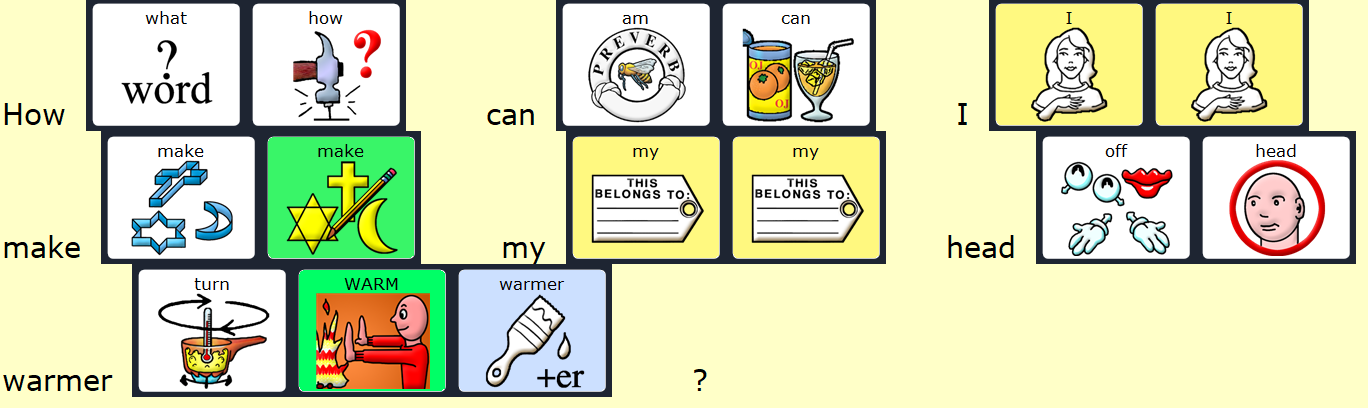 what how am can I I
?
word
?
PREVERB
OJ
How can I
make make my my off head
THIS BELONGS TO:
THIS BELONGS TO:
make my head
turn WARM warmer
+er
warmer ?